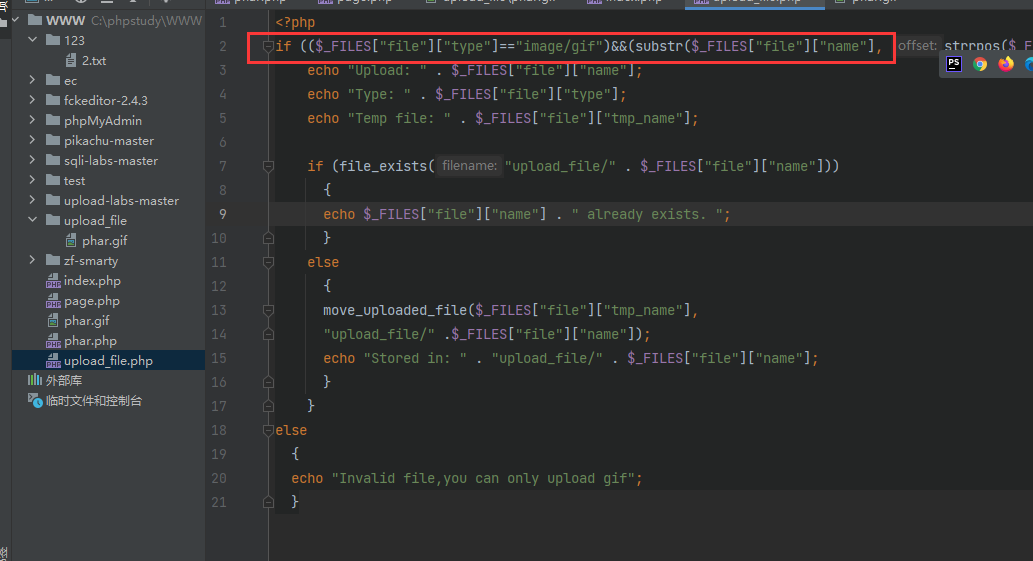 WWW C:\phpstudy\WWW
123
2.txt
ec
fckeditor-2.4.3
phpMyAdmin
pikachu-master
sqli-labs-master
test
upload-labs-master
upload_file
phar.gif
zf-smarty
index.php
page.php
phar.gif
phar.php
upload_file.php
外部库
临时文件和控制台
1 <?php
2 if (($_FILES["file"]["type"]=="image/gif")&&(substr($_FILES["file"]["name"], offset: strrpos($_F
3 echo "Upload: " . $_FILES["file"]["name"];
4 echo "Type: " . $_FILES["file"]["type"];
5 echo "Temp file: " . $_FILES["file"]["tmp_name"];
6
7 if (file_exists( filename: "upload_file/" . $_FILES["file"]["name"]))
8 {
9 echo $_FILES["file"]["name"] . " already exists. ";
10 }
11 else
12 {
13 move_uploaded_file($_FILES["file"]["tmp_name"],
14 "upload_file/" .$_FILES["file"]["name"]);
15 echo "Stored in: " . "upload_file/" . $_FILES["file"]["name"];
16 }
17 }
18 else
19 {
20 echo "Invalid file,you can only upload gif";
21 }